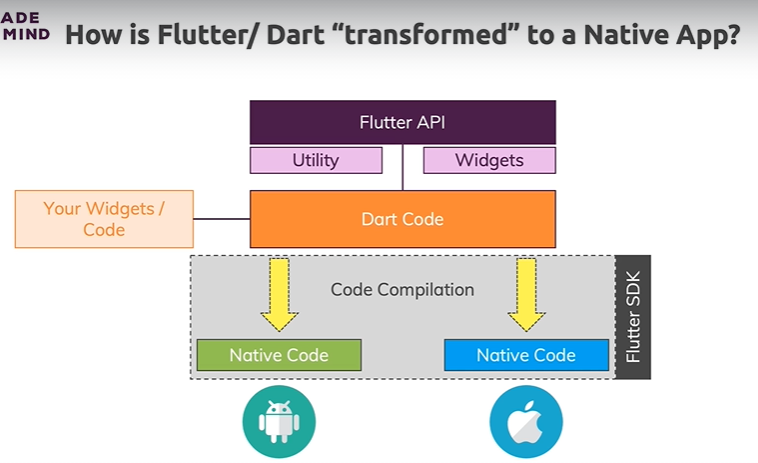 ADE
MIND
How is Flutter/ Dart “transformed” to a Native App?
Flutter API
Utility
Widgets
Your Widgets /
Code
Dart Code
Code Compilation
Flutter SDK
Native Code
Native Code